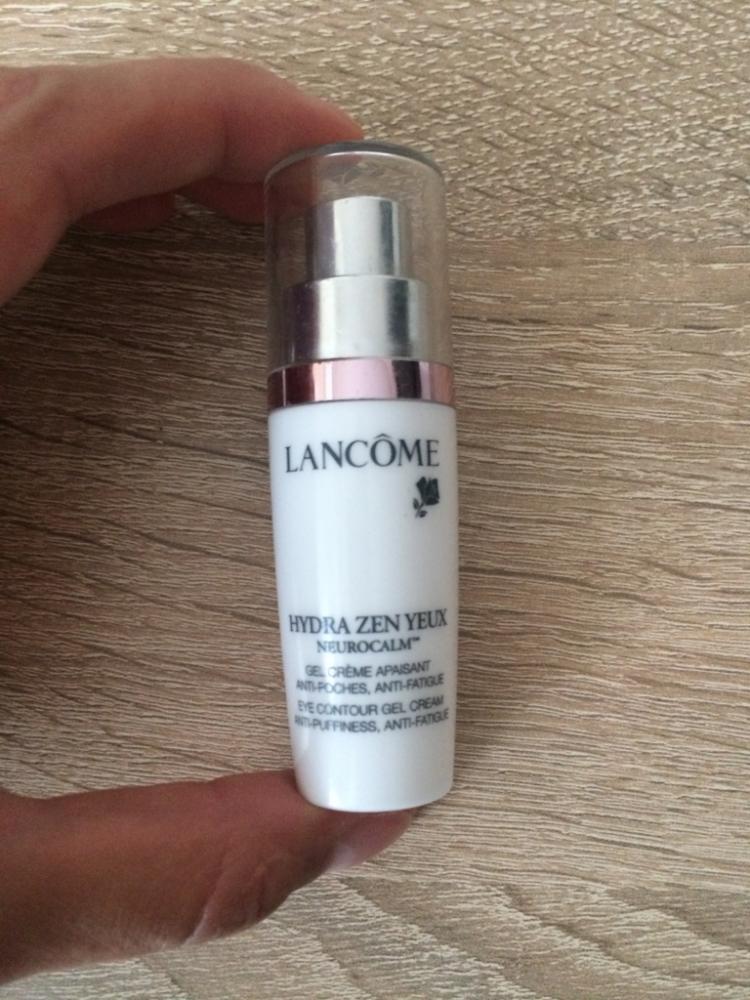 LANCÔME
HYDRA ZEN YEUX
NEUROCALM™
GEL CRÈME APAISANT
ANTI-POCHES, ANTI-FATIGUE
EYE CONTOUR GEL CREAM
ANTI-PUFFINESS, ANTI-FATIGUE